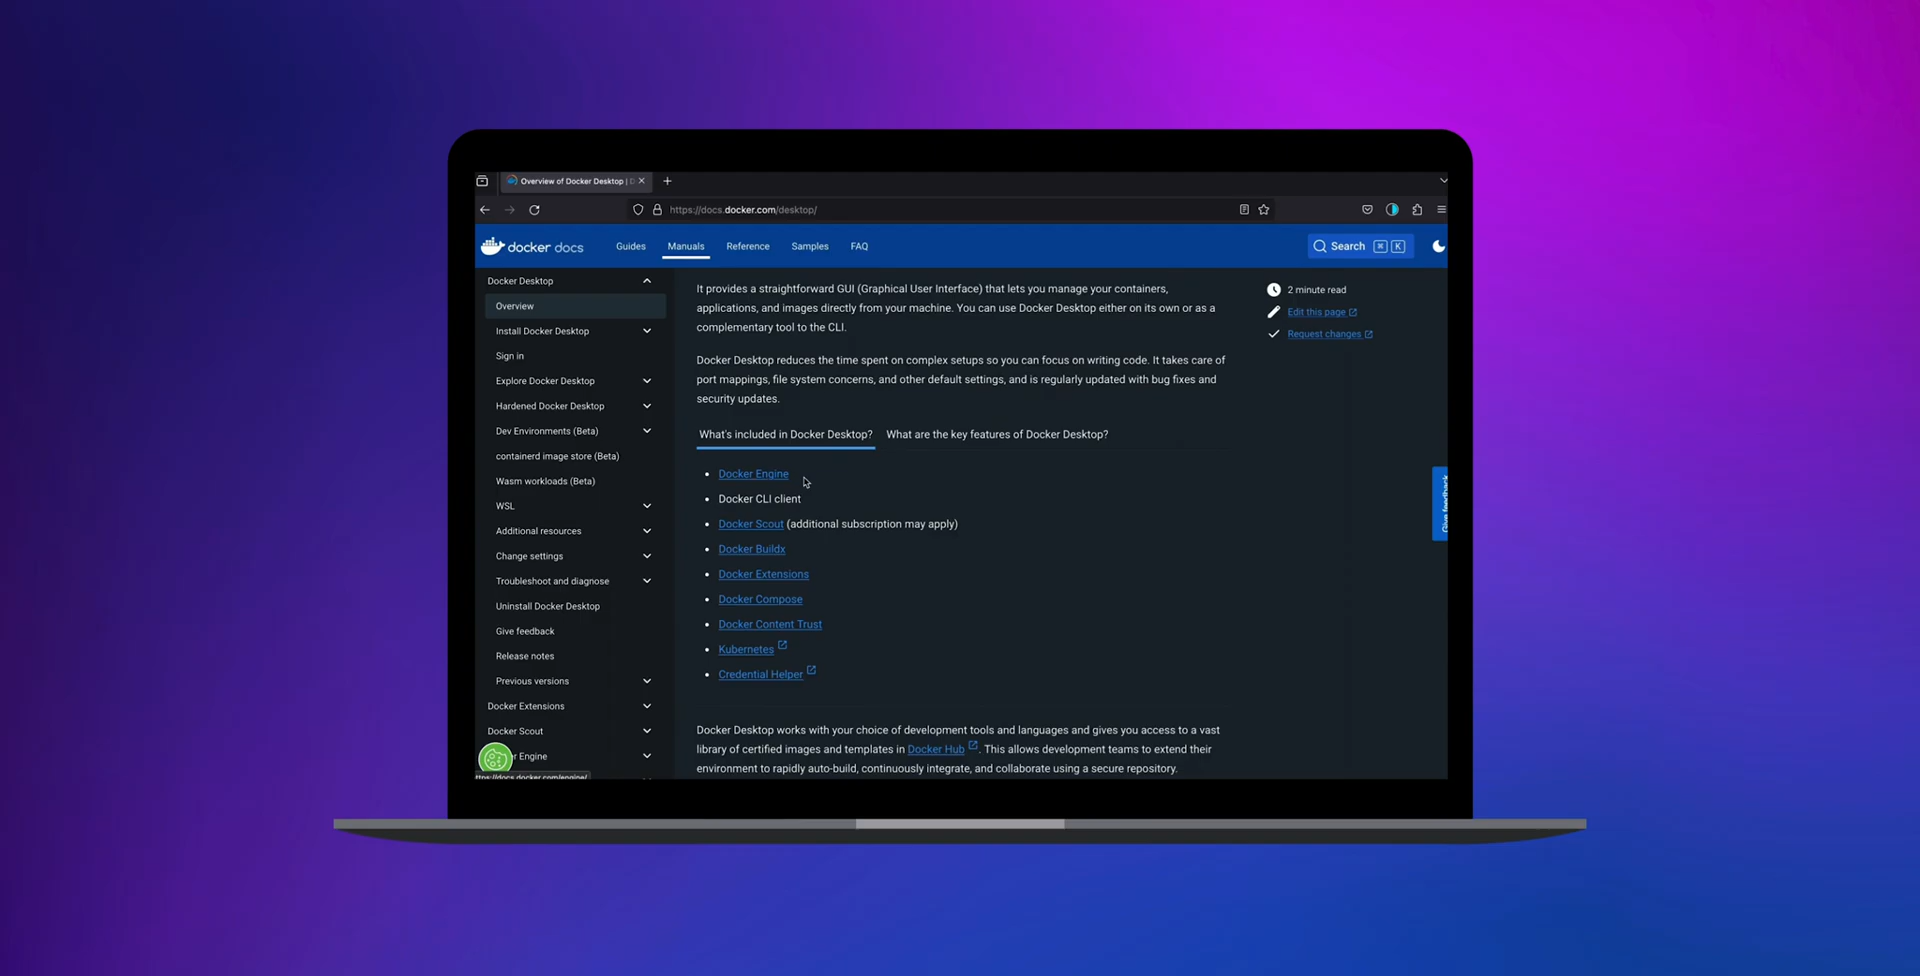 Overview of Docker Desktop | D
https://docs.docker.com/desktop/
docker docs
Guides
Manuals
Reference
Samples
FAQ
Search
K
Docker Desktop
Overview
Install Docker Desktop
Sign in
Explore Docker Desktop
Hardened Docker Desktop
Dev Environments (Beta)
containerd image store (Beta)
Wasm workloads (Beta)
WSL
Additional resources
Change settings
Troubleshoot and diagnose
Uninstall Docker Desktop
Give feedback
Release notes
Previous versions
Docker Extensions
Docker Scout
r Engine
ttps://docs.docker.com/engine/
It provides a straightforward GUI (Graphical User Interface) that lets you manage your containers,
applications, and images directly from your machine. You can use Docker Desktop either on its own or as a
complementary tool to the CLI.
Docker Desktop reduces the time spent on complex setups so you can focus on writing code. It takes care of
port mappings, file system concerns, and other default settings, and is regularly updated with bug fixes and
security updates.
What's included in Docker Desktop?
What are the key features of Docker Desktop?
Docker Engine
Docker CLI client
Docker Scout (additional subscription may apply)
Docker Buildx
Docker Extensions
Docker Compose
Docker Content Trust
Kubernetes
Credential Helper
Docker Desktop works with your choice of development tools and languages and gives you access to a vast
library of certified images and templates in Docker Hub. This allows development teams to extend their
environment to rapidly auto-build, continuously integrate, and collaborate using a secure repository.
2 minute read
Edit this page
Request changes
Give feedback